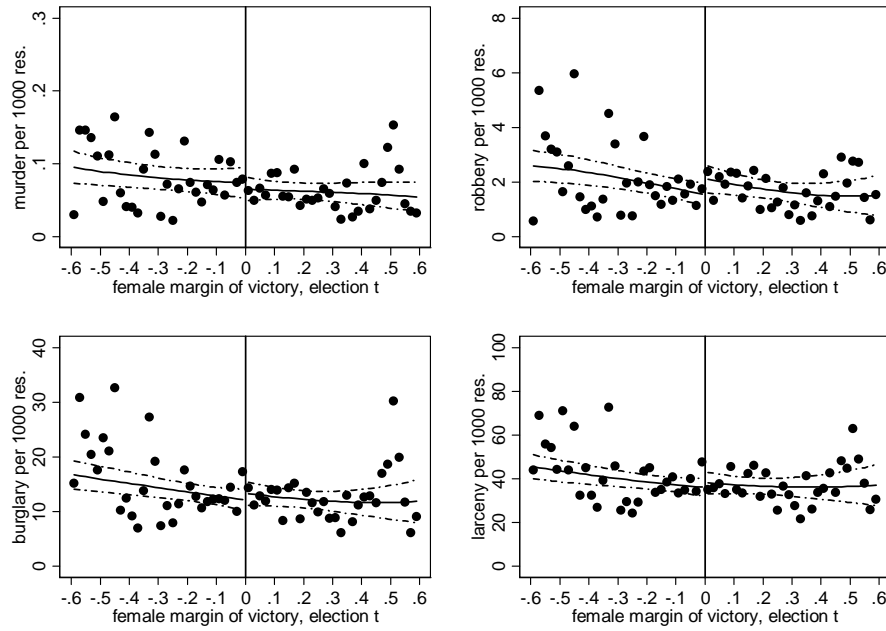 murder per 1000 res.
0 .1 .2 .3
-.6 -.5 -.4 -.3 -.2 -.1 0 .1 .2 .3 .4 .5 .6
female margin of victory, election t
robbery per 1000 res.
0 2 4 6 8
-.6 -.5 -.4 -.3 -.2 -.1 0 .1 .2 .3 .4 .5 .6
female margin of victory, election t
burglary per 1000 res.
0 10 20 30 40
-.6 -.5 -.4 -.3 -.2 -.1 0 .1 .2 .3 .4 .5 .6
female margin of victory, election t
larceny per 1000 res.
0 20 40 60 80 100
-.6 -.5 -.4 -.3 -.2 -.1 0 .1 .2 .3 .4 .5 .6
female margin of victory, election t